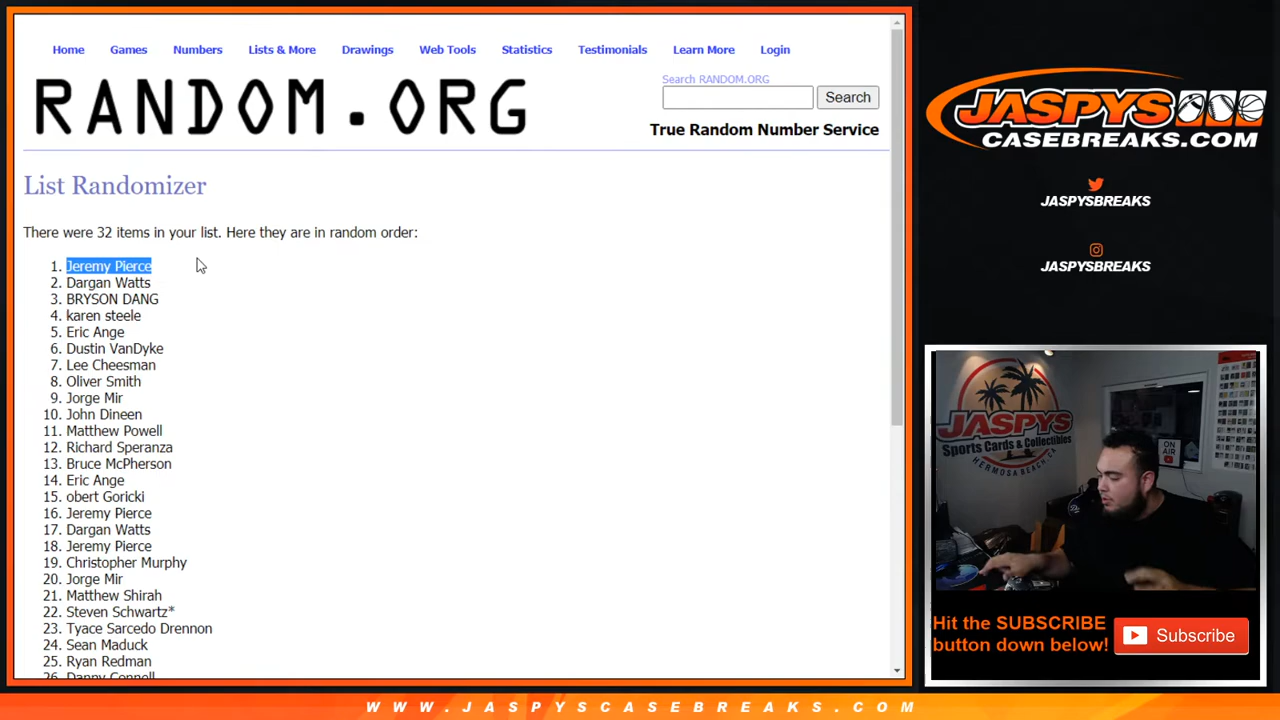 Home Games Numbers Lists & More Drawings Web Tools Statistics Testimonials Learn More Login
RANDOM.ORG
Search RANDOM.ORG
Search
True Random Number Service
List Randomizer
There were 32 items in your list. Here they are in random order:
1. Jeremy Pierce
2. Dargan Watts
3. BRYSON DANG
4. karen steele
5. Eric Ange
6. Dustin VanDyke
7. Lee Cheesman
8. Oliver Smith
9. Jorge Mir
10. John Dineen
11. Matthew Powell
12. Richard Speranza
13. Bruce McPherson
14. Eric Ange
15. obert Goricki
16. Jeremy Pierce
17. Dargan Watts
18. Jeremy Pierce
19. Christopher Murphy
20. Jorge Mir
21. Matthew Shirah
22. Steven Schwartz*
23. Tyace Sarcedo Drennon
24. Sean Maduck
25. Ryan Redman
26. Danny Connell
JASPYS
CASEBREAKS.COM
JASPYSBREAKS
JASPYSBREAKS
JASPYS
Sports Cards & Collectibles
HERMOSA BEACH, CA
ON AIR
Hit the SUBSCRIBE
button down below!
Subscribe
WWW.JASPYSCASEBREAKS.COM